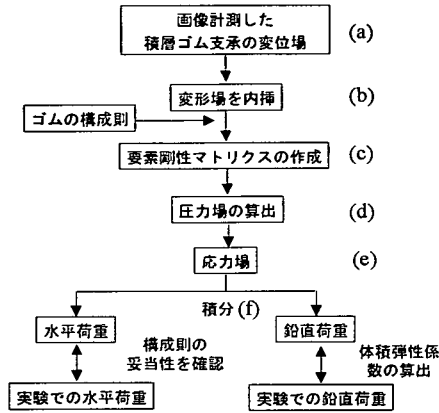 画像計測した
積層ゴム支承の変位場
(a)
変形場を内挿
(b)
ゴムの構成則
要素剛性マトリクスの作成
(c)
圧力場の算出
(d)
応力場
(e)
積分(f)
水平荷重
鉛直荷重
構成則の
妥当性を確認
体積弾性係
数の算出
実験での水平荷重
実験での鉛直荷重